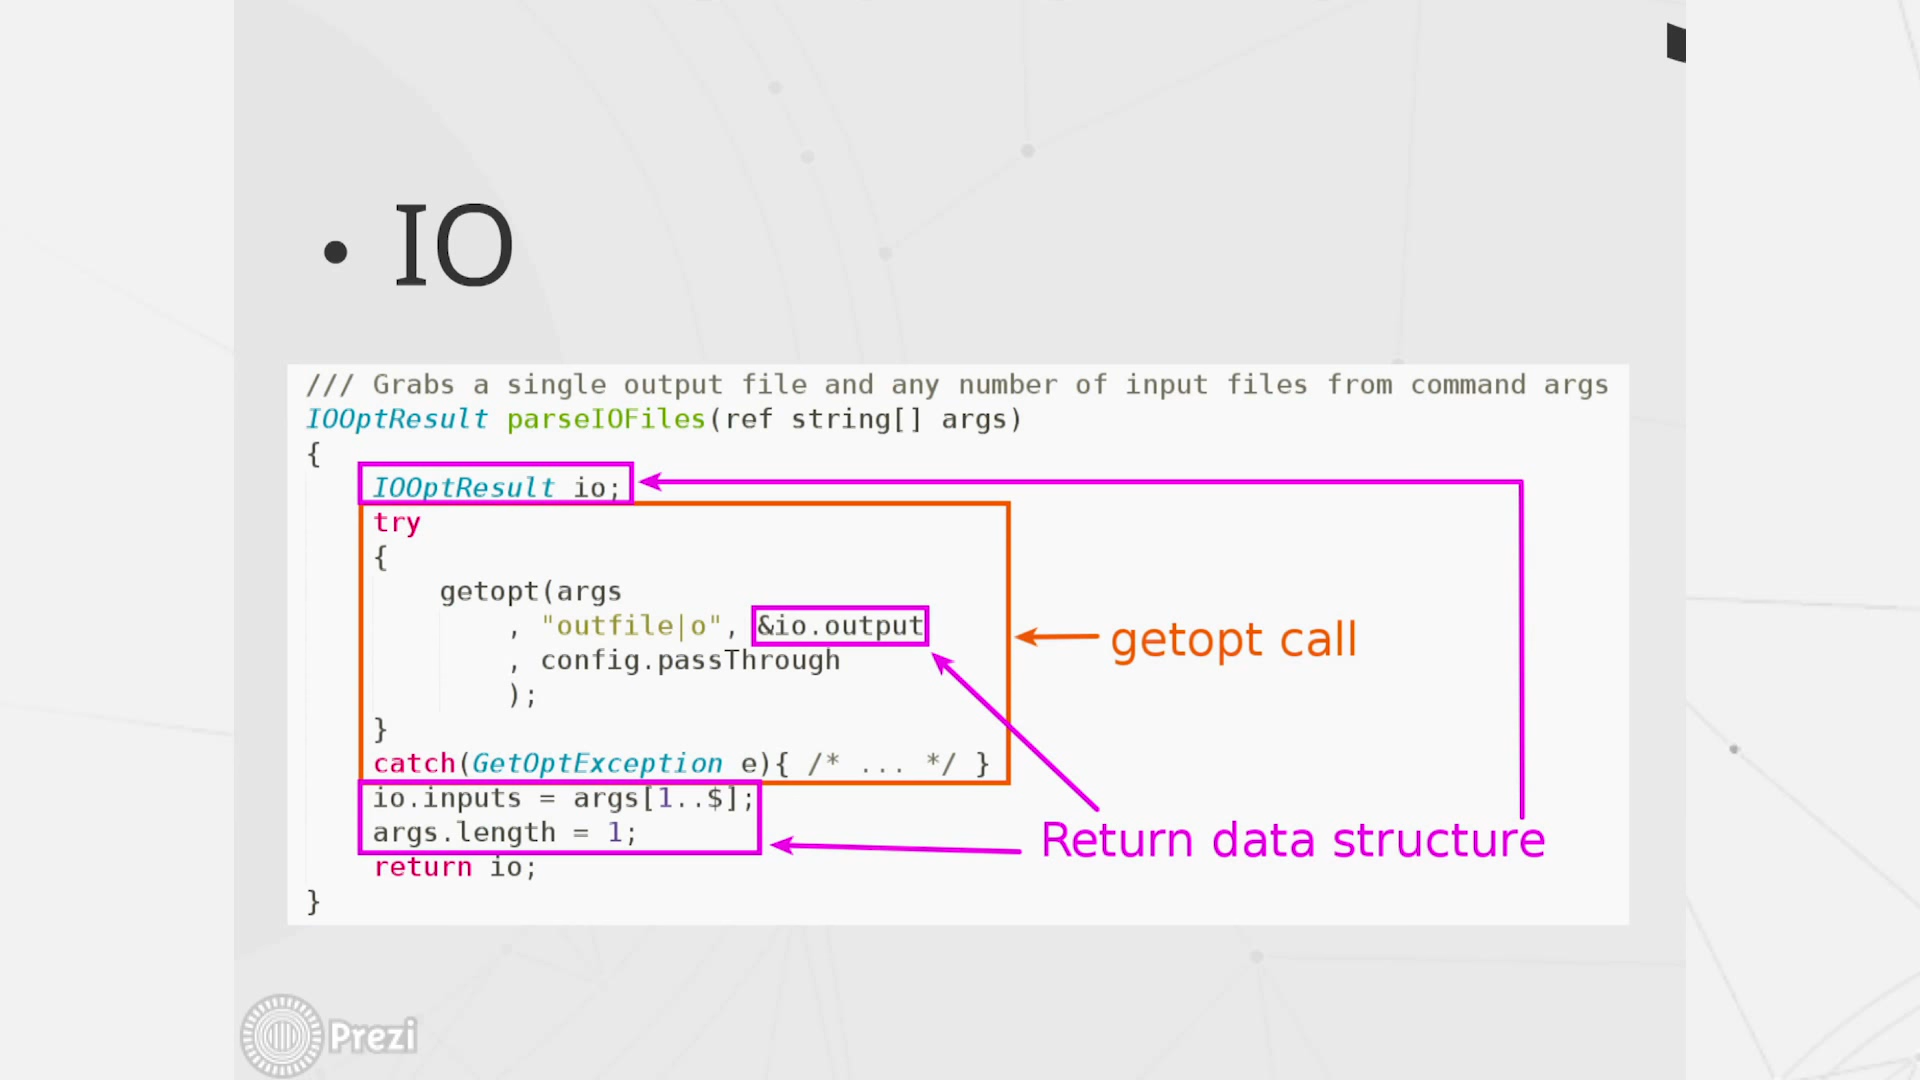 • IO
/// Grabs a single output file and any number of input files from command args
IOOptResult parseIOFiles(ref string[] args)
{
IOOptResult io;
try
{
getopt(args
, "outfile|o", &io.output
, config.passThrough
);
}
catch(GetOptException e){ /* ... */ }
io.inputs = args[1..$];
args.length = 1;
return io;
}
getopt call
Return data structure
Prezi